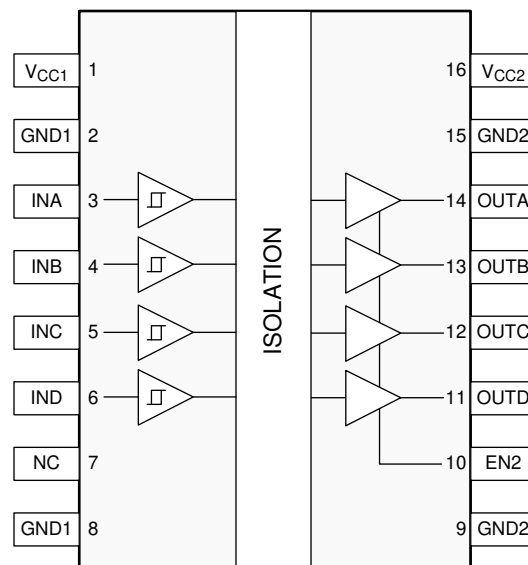 VCC1 1 16 VCC2
GND1 2 15 GND2
INA 3 14 OUTA
INB 4 13 OUTB
INC 5 12 OUTC
IND 6 11 OUTD
NC 7 10 EN2
GND1 8 9 GND2
ISOLATION